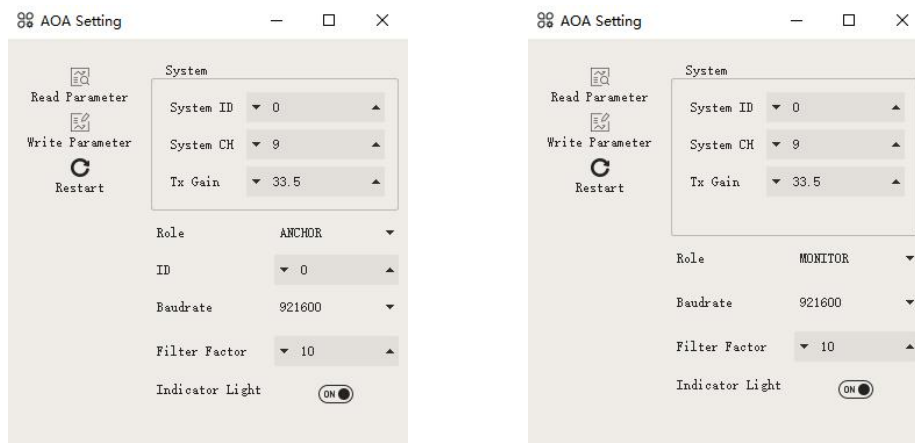 AOA Setting
System
Read Parameter
System ID 0
Write Parameter
System CH 9
Restart
Tx Gain 33.5
Role ANCHOR
ID 0
Baudrate 921600
Filter Factor 10
Indicator Light ON
AOA Setting
System
Read Parameter
System ID 0
Write Parameter
System CH 9
Restart
Tx Gain 33.5
Role MONITOR
Baudrate 921600
Filter Factor 10
Indicator Light ON